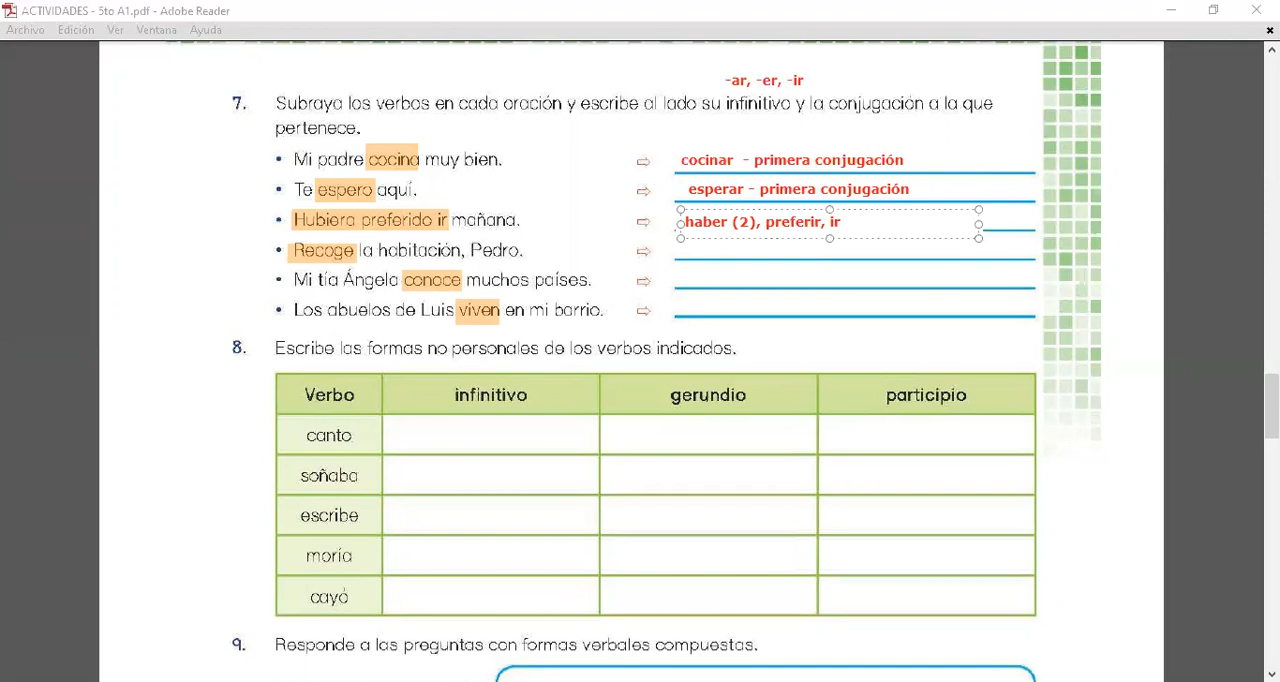 ACTIVIDADES - 5to A1.pdf - Adobe Reader
Archivo Edición Ver Ventana Ayuda
-ar, -er, -ir
7. Subraya los verbos en cada oración y escribe al lado su infinitivo y la conjugación a la que
pertenece.
• Mi padre cocina muy bien. ⇨ cocinar - primera conjugación
• Te espero aquí. ⇨ esperar - primera conjugación
• Hubiera preferido ir mañana. ⇨ haber (2), preferir, ir
• Recoge la habitación, Pedro. ⇨
• Mi tía Ángela conoce muchos países. ⇨
• Los abuelos de Luis viven en mi barrio. ⇨
8. Escribe las formas no personales de los verbos indicados.
Verbo infinitivo gerundio participio
canto
soñaba
escribe
moría
cayó
9. Responde a las preguntas con formas verbales compuestas.